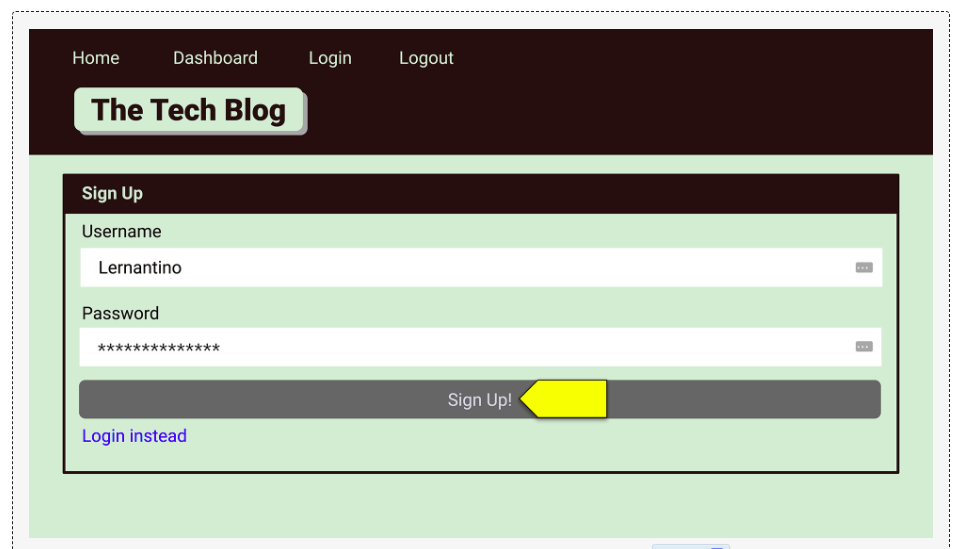 Home Dashboard Login Logout
The Tech Blog
Sign Up
Username
Lernantino
Password
**************
Sign Up!
Login instead